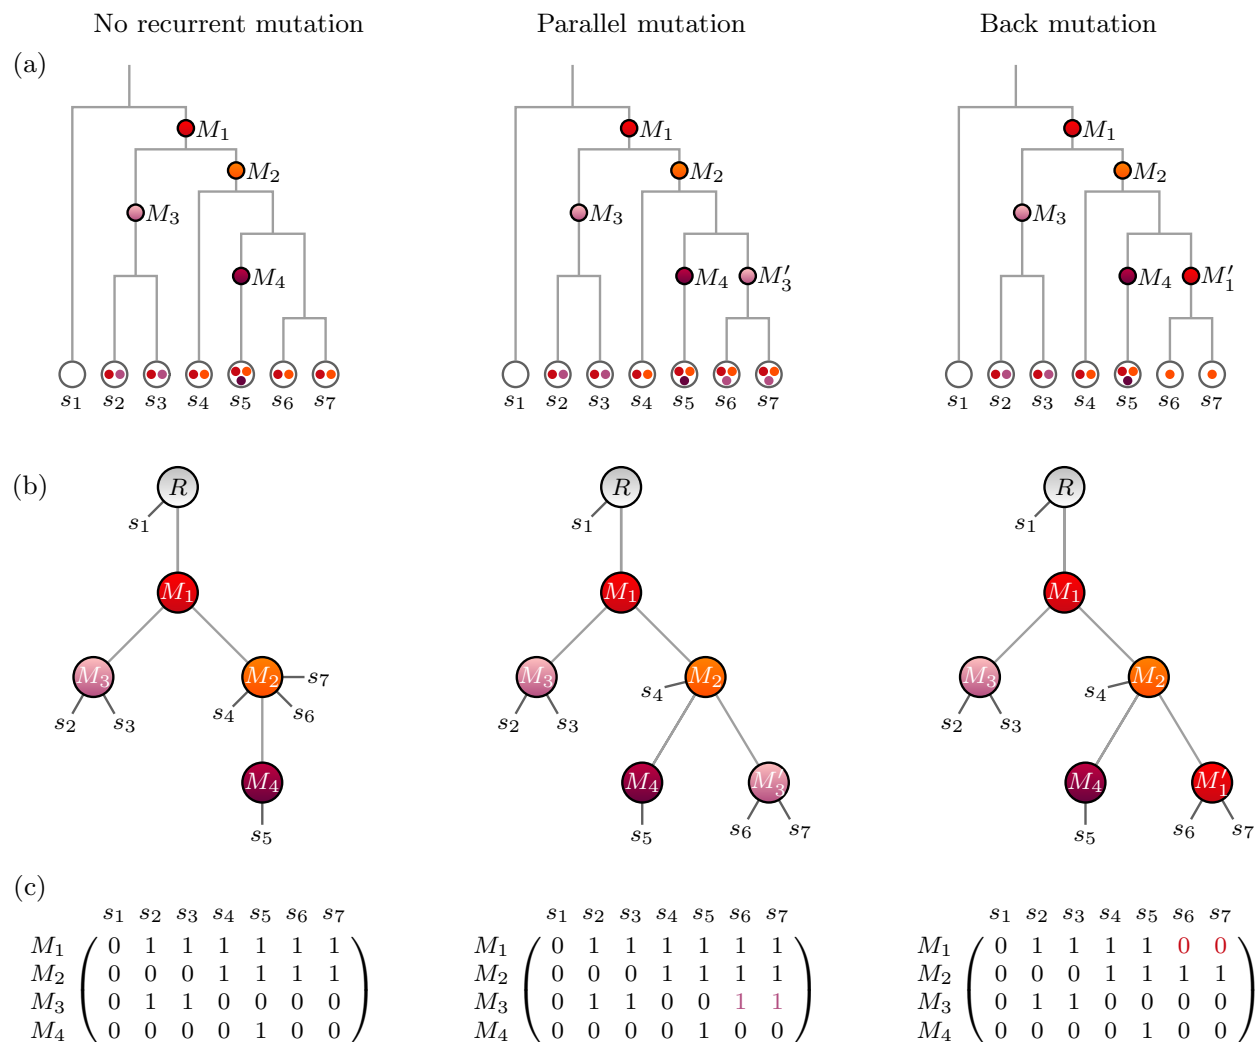 No recurrent mutation Parallel mutation Back mutation
(a)
M₁ M₁ M₁
M₂ M₂ M₂
M₃ M₃ M₃
M₄ M₄ M₃′ M₄ M₁′
s₁ s₂ s₃ s₄ s₅ s₆ s₇ s₁ s₂ s₃ s₄ s₅ s₆ s₇ s₁ s₂ s₃ s₄ s₅ s₆ s₇
(b)
R R R
s₁ s₁ s₁
M₁ M₁ M₁
M₃ M₂ s₇ M₃ s₄ M₂ M₃ s₄ M₂
s₂ s₃ s₄ s₆ s₂ s₃ s₂ s₃
M₄ M₄ M₃′ M₄ M₁′
s₅ s₅ s₆ s₇ s₅ s₆ s₇
(c)
s₁ s₂ s₃ s₄ s₅ s₆ s₇ s₁ s₂ s₃ s₄ s₅ s₆ s₇ s₁ s₂ s₃ s₄ s₅ s₆ s₇
M₁ 0 1 1 1 1 1 1 M₁ 0 1 1 1 1 1 1 M₁ 0 1 1 1 1 0 0
M₂ 0 0 0 1 1 1 1 M₂ 0 0 0 1 1 1 1 M₂ 0 0 0 1 1 1 1
M₃ 0 1 1 0 0 0 0 M₃ 0 1 1 0 0 1 1 M₃ 0 1 1 0 0 0 0
M₄ 0 0 0 0 1 0 0 M₄ 0 0 0 0 1 0 0 M₄ 0 0 0 0 1 0 0